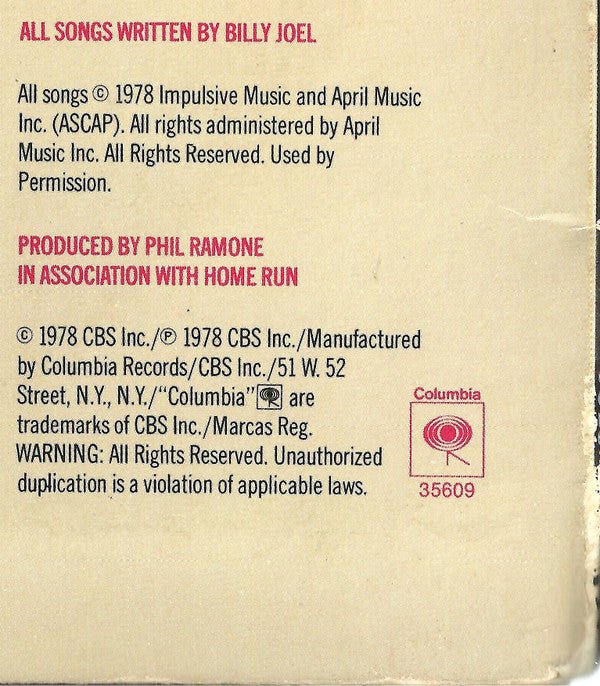 ALL SONGS WRITTEN BY BILLY JOEL
All songs © 1978 Impulsive Music and April Music
Inc. (ASCAP). All rights administered by April
Music Inc. All Rights Reserved. Used by
Permission.
PRODUCED BY PHIL RAMONE
IN ASSOCIATION WITH HOME RUN
© 1978 CBS Inc./℗ 1978 CBS Inc./Manufactured
by Columbia Records/CBS Inc./51 W. 52
Street, N.Y., N.Y./“Columbia” are
trademarks of CBS Inc./Marcas Reg.
WARNING: All Rights Reserved. Unauthorized
duplication is a violation of applicable laws.
Columbia
35609